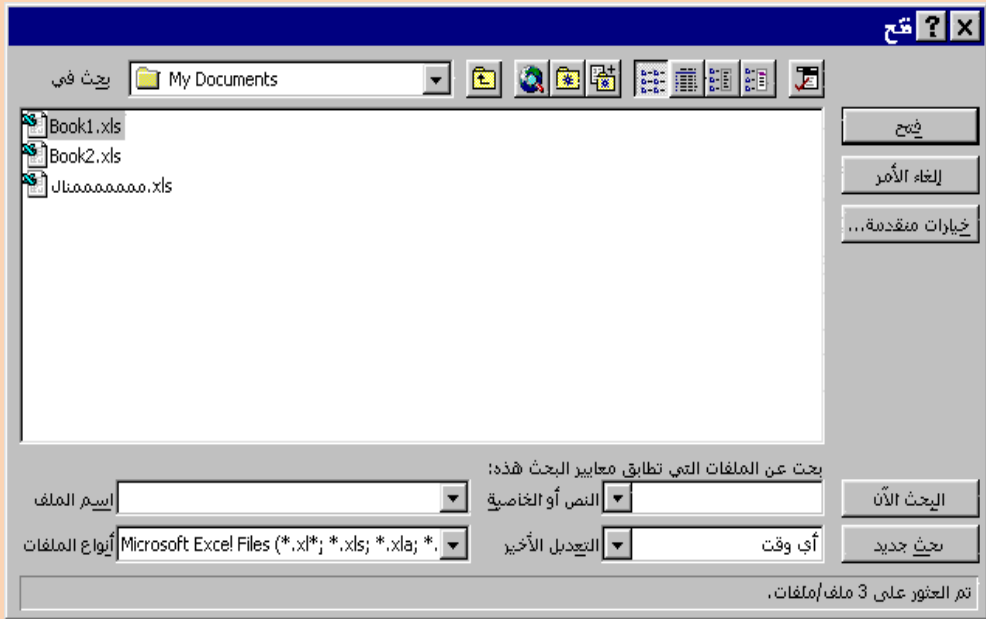 فتح
بحث في
My Documents
Book1.xls
Book2.xls
ممممممممنال.xls
فتح
إلغاء الأمر
خيارات متقدمة...
بحث عن الملفات التي تطابق معايير البحث هذه:
اسم الملف
النص أو الخاصية
البحث الآن
أنواع الملفات
Microsoft Excel Files (*.xl*; *.xls; *.xla; *.
التعديل الأخير
أي وقت
بحث جديد
تم العثور على 3 ملف/ملفات.